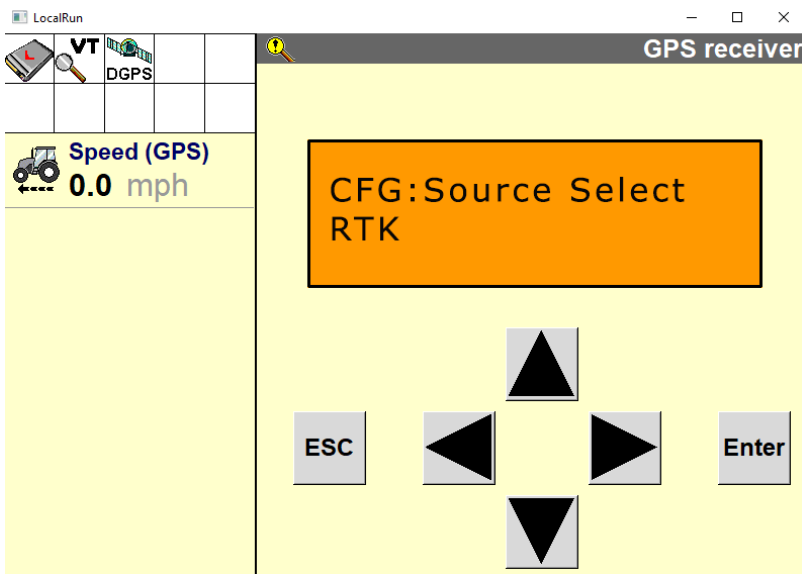 LocalRun
GPS receiver
L
VT
DGPS
Speed (GPS)
0.0 mph
CFG:Source Select
RTK
ESC
Enter